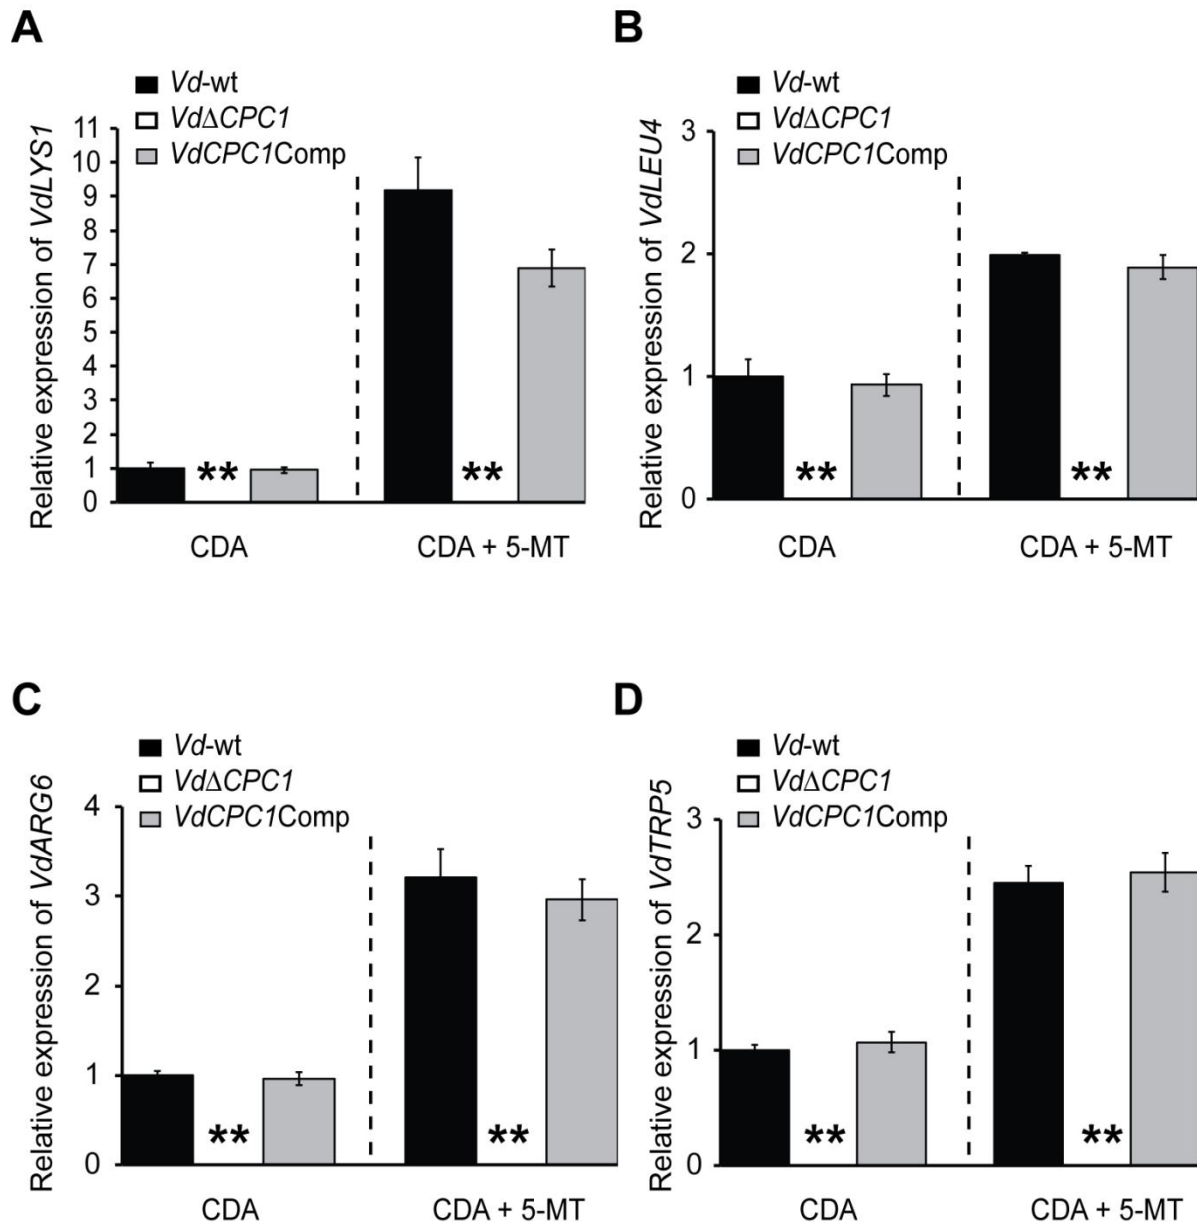 A
Vd-wt
VdΔCPC1
VdCPC1Comp
Relative expression of VdLYS1
11
10
9
8
7
6
5
4
3
2
1
0
**
**
CDA
CDA + 5-MT
B
Vd-wt
VdΔCPC1
VdCPC1Comp
Relative expression of VdLEU4
3
2
1
0
**
**
CDA
CDA + 5-MT
C
Vd-wt
VdΔCPC1
VdCPC1Comp
Relative expression of VdARG6
4
3
2
1
0
**
**
CDA
CDA + 5-MT
D
Vd-wt
VdΔCPC1
VdCPC1Comp
Relative expression of VdTRP5
3
2
1
0
**
**
CDA
CDA + 5-MT